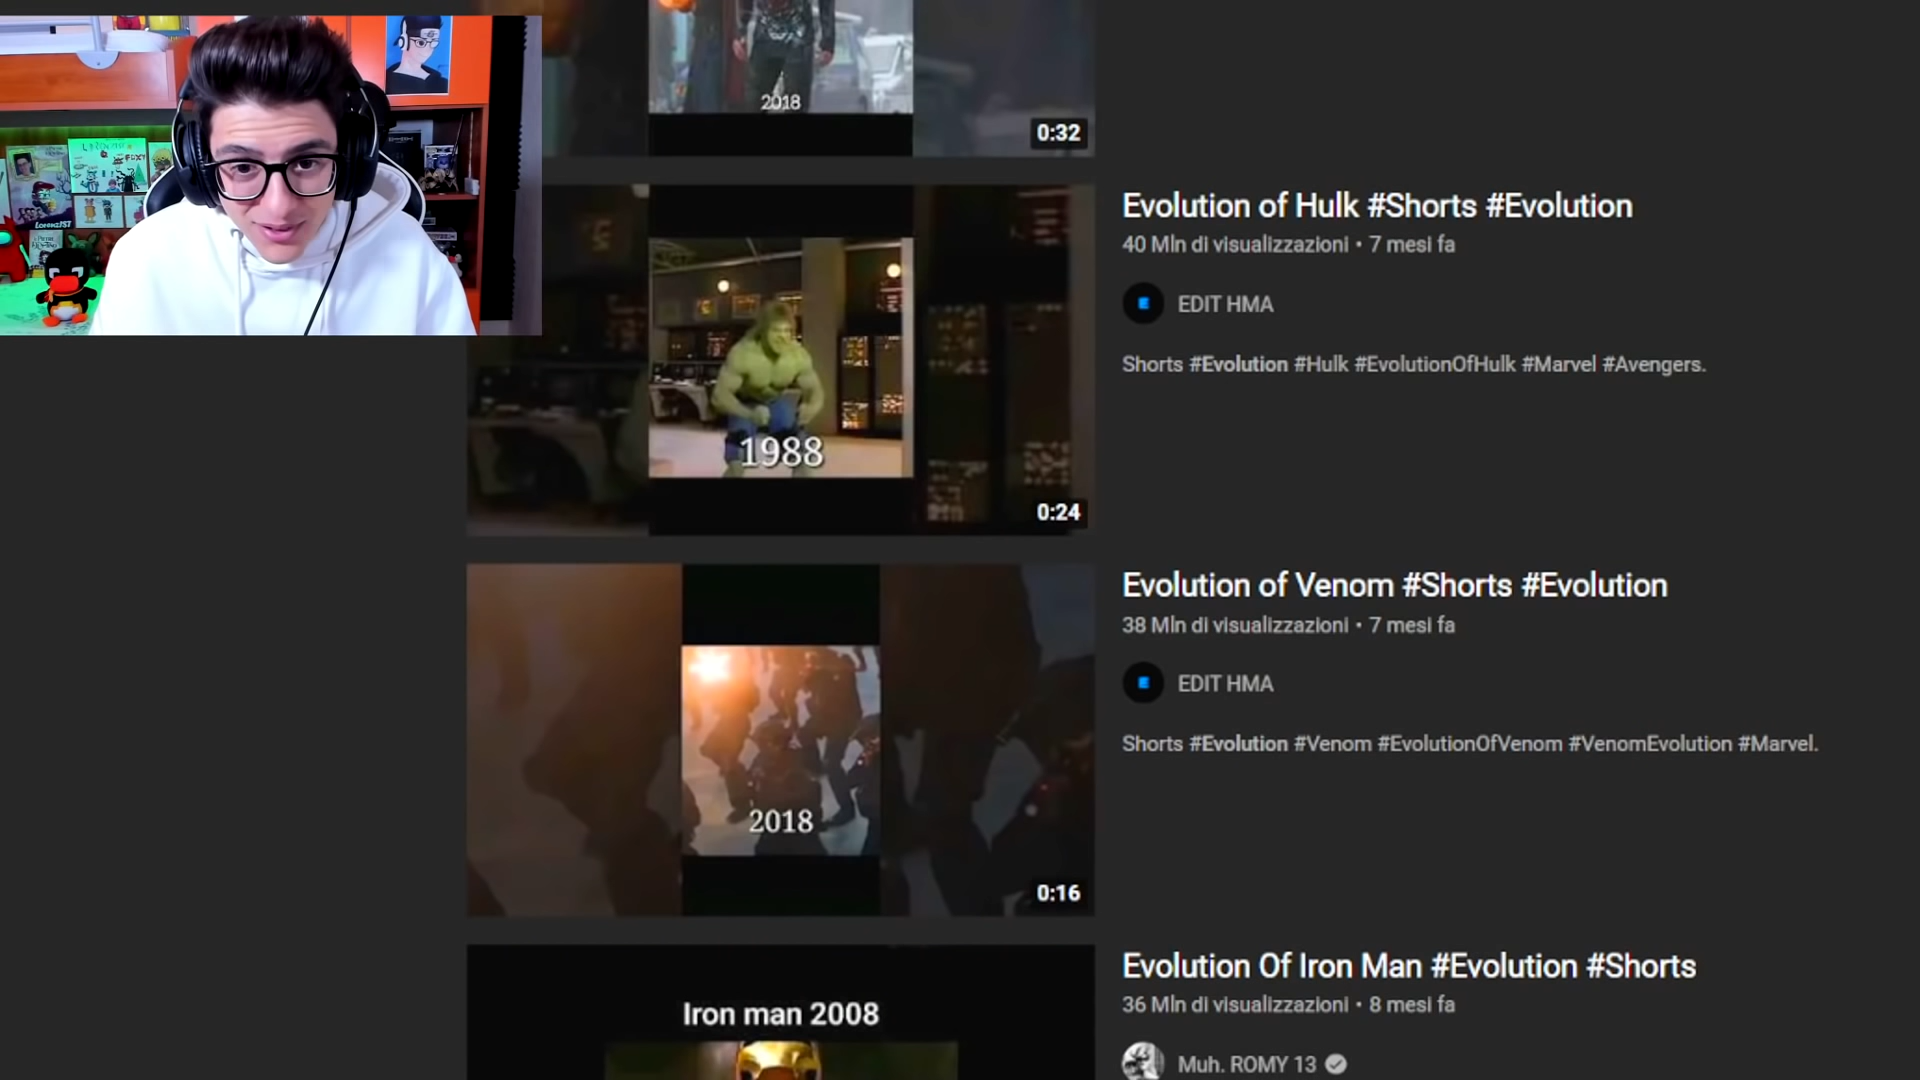 2018
0:32
Evolution of Hulk #Shorts #Evolution
40 Mln di visualizzazioni • 7 mesi fa
EDIT HMA
Shorts #Evolution #Hulk #EvolutionOfHulk #Marvel #Avengers.
1988
0:24
Evolution of Venom #Shorts #Evolution
38 Mln di visualizzazioni • 7 mesi fa
EDIT HMA
Shorts #Evolution #Venom #EvolutionOfVenom #VenomEvolution #Marvel.
2018
0:16
Evolution Of Iron Man #Evolution #Shorts
36 Mln di visualizzazioni • 8 mesi fa
Iron man 2008
Muh. ROMY 13